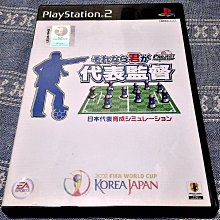 PlayStation 2
それなら君が
代表監督
日本代表育成シミュレーション
EA
2002 FIFA WORLD CUP
KOREA JAPAN